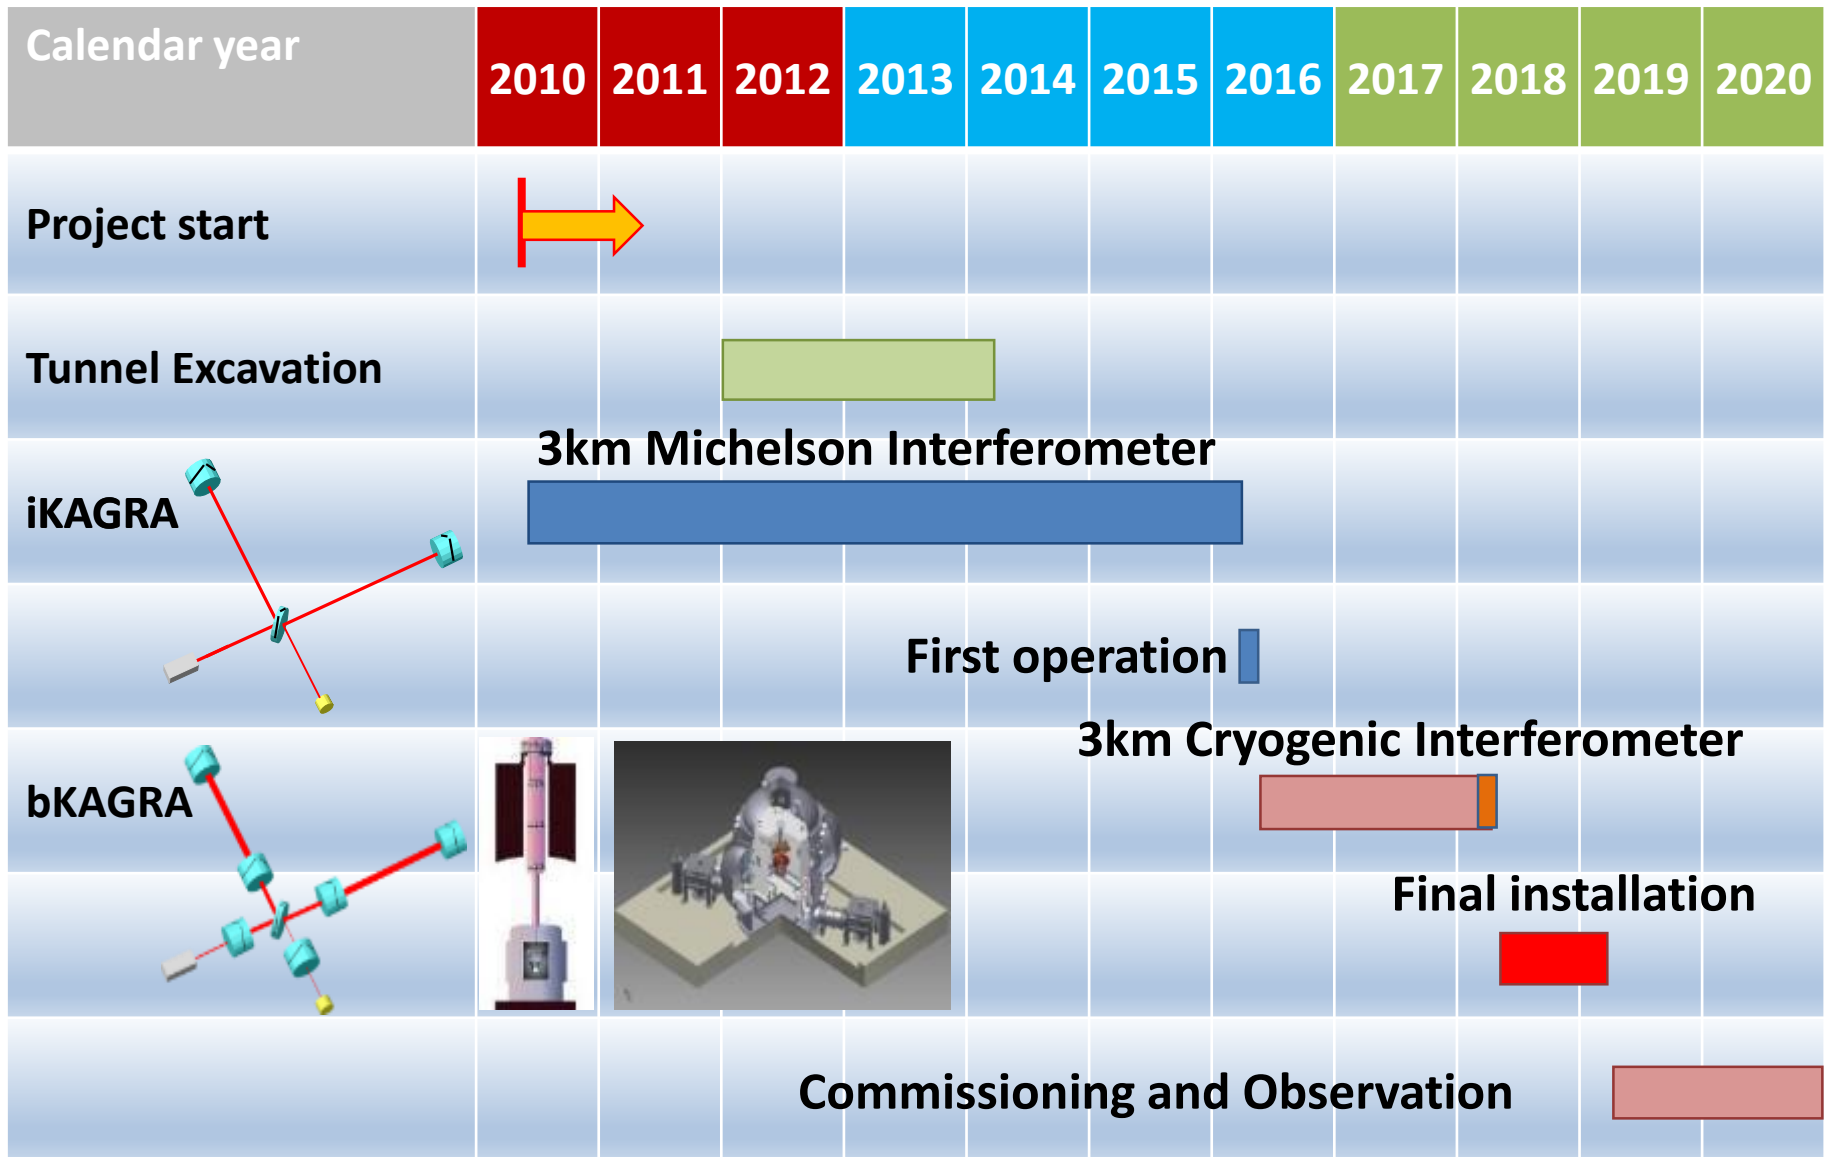 Calendar year
2010 2011 2012 2013 2014 2015 2016 2017 2018 2019 2020
Project start
Tunnel Excavation
3km Michelson Interferometer
iKAGRA
First operation
3km Cryogenic Interferometer
bKAGRA
Final installation
Commissioning and Observation